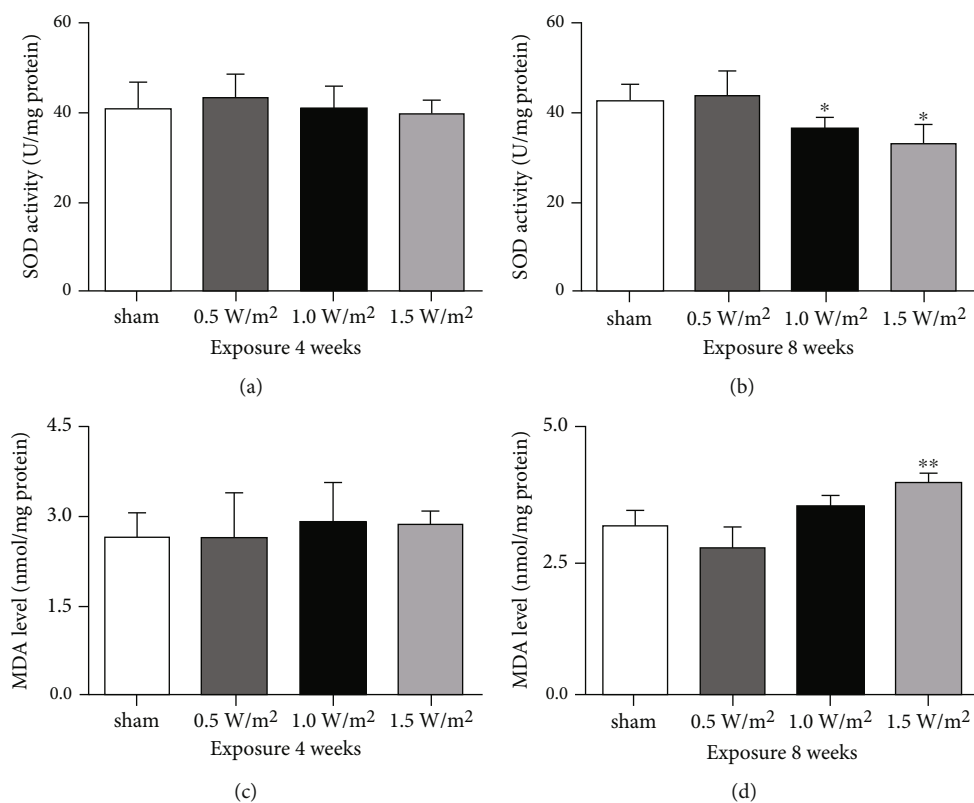 SOD activity (U/mg protein)
60
40
20
0
sham 0.5 W/m² 1.0 W/m² 1.5 W/m²
Exposure 4 weeks
(a)
SOD activity (U/mg protein)
60
40
20
0
* *
sham 0.5 W/m² 1.0 W/m² 1.5 W/m²
Exposure 8 weeks
(b)
MDA level (nmol/mg protein)
4.5
3.0
1.5
0.0
sham 0.5 W/m² 1.0 W/m² 1.5 W/m²
Exposure 4 weeks
(c)
MDA level (nmol/mg protein)
5.0
2.5
0.0
**
sham 0.5 W/m² 1.0 W/m² 1.5 W/m²
Exposure 8 weeks
(d)